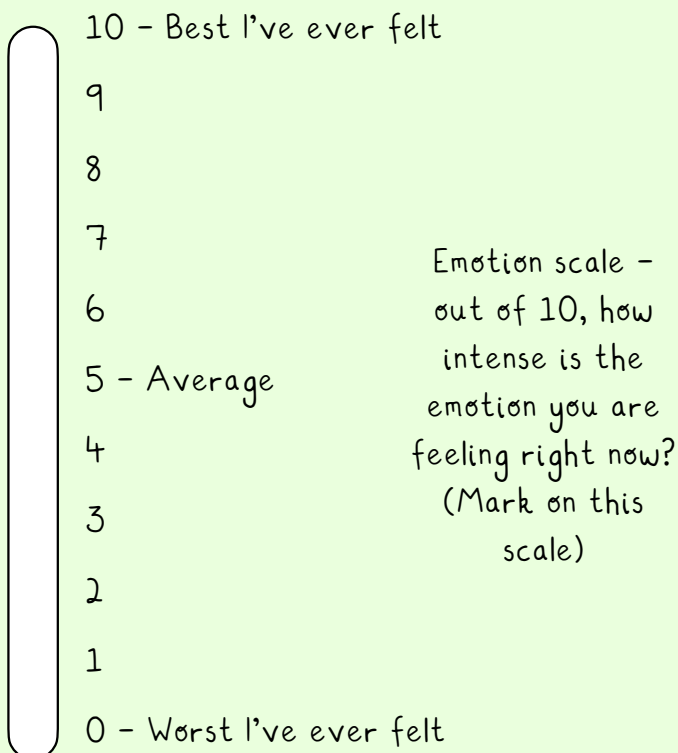 10 - Best I've ever felt
9
8
7
6
5 - Average
4
3
2
1
0 - Worst I've ever felt
Emotion scale -
out of 10, how
intense is the
emotion you are
feeling right now?
(Mark on this
scale)